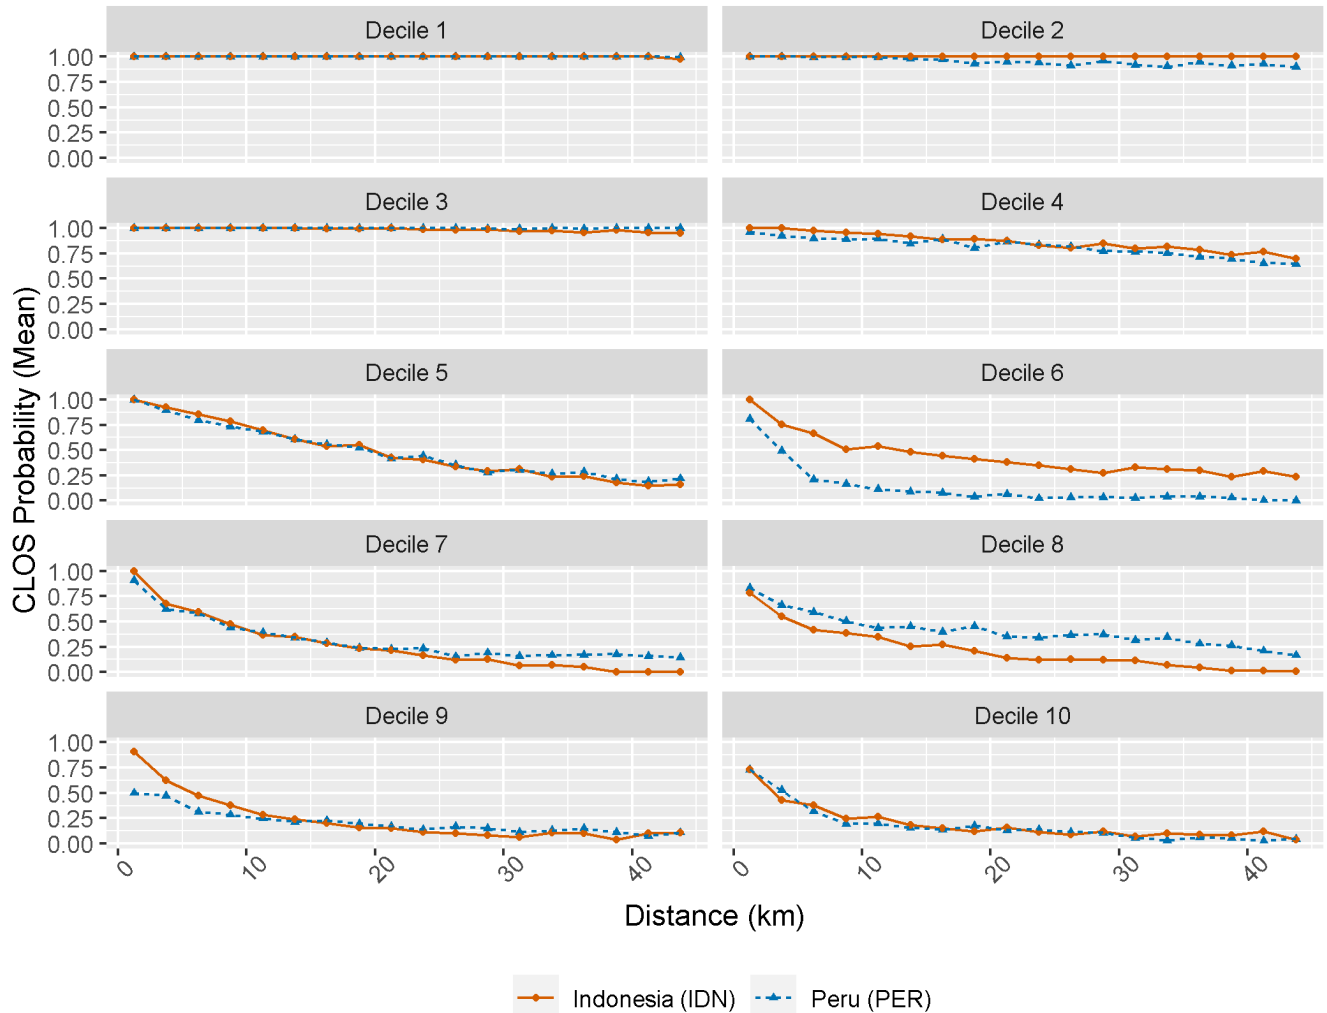 Decile 1
Decile 2
1.00
0.75
0.50
0.25
0.00
Decile 3
Decile 4
1.00
0.75
0.50
0.25
0.00
Decile 5
Decile 6
1.00
0.75
0.50
0.25
0.00
Decile 7
Decile 8
1.00
0.75
0.50
0.25
0.00
Decile 9
Decile 10
1.00
0.75
0.50
0.25
0.00
CLOS Probability (Mean)
0 10 20 30 40 0 10 20 30 40
Distance (km)
Indonesia (IDN) Peru (PER)